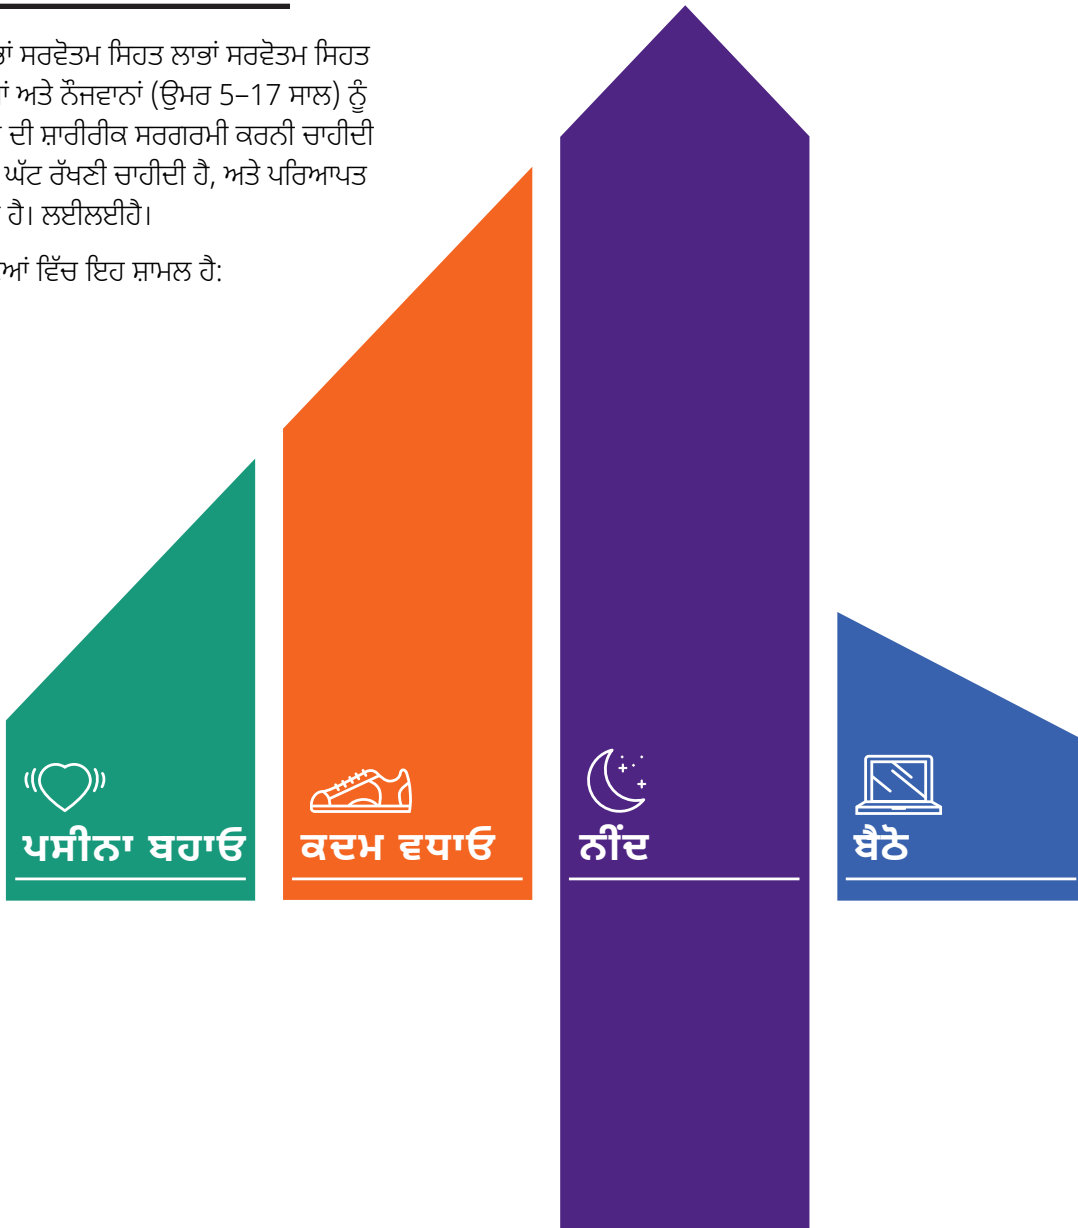 ਸਰਵੋਤਮ ਸਿਹਤ ਲਾਭਾਂ ਸਰਵੋਤਮ ਸਿਹਤ
ਅਤੇ ਨੌਜਵਾਨਾਂ (ਉਮਰ 5–17 ਸਾਲ) ਨੂੰ
ਦੀ ਸ਼ਾਰੀਰੀਕ ਸਰਗਰਮੀ ਕਰਨੀ ਚਾਹੀਦੀ
ਘੱਟ ਰੱਖਣੀ ਚਾਹੀਦੀ ਹੈ, ਅਤੇ ਪਰਿਆਪਤ
ਹੈ। ਲਈਲਈਹੈ।
ਵਿੱਚ ਇਹ ਸ਼ਾਮਲ ਹੈ:
ਪਸੀਨਾ ਬਹਾਓ
ਕਦਮ ਵਧਾਓ
ਨੀਂਦ
ਬੈਠੋ